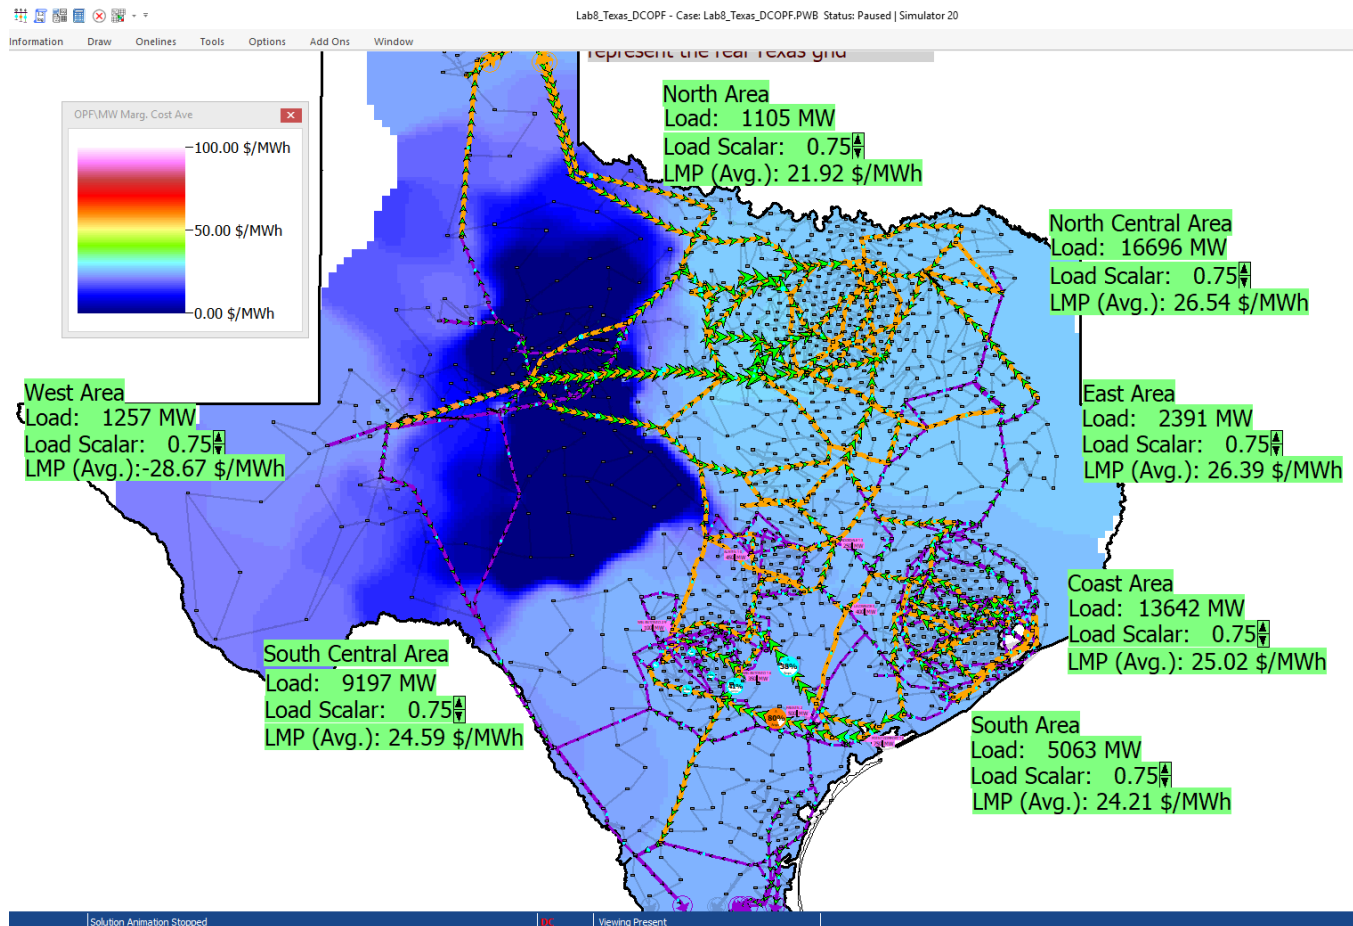 Lab8_Texas_DCOPF - Case: Lab8_Texas_DCOPF.PWB Status: Paused | Simulator 20
Information Draw Onelines Tools Options Add Ons Window
represent the real Texas grid
OPF\MW Marg. Cost Ave
100.00 $/MWh
50.00 $/MWh
0.00 $/MWh
North Area
Load: 1105 MW
Load Scalar: 0.75
LMP (Avg.): 21.92 $/MWh
North Central Area
Load: 16696 MW
Load Scalar: 0.75
LMP (Avg.): 26.54 $/MWh
West Area
Load: 1257 MW
Load Scalar: 0.75
LMP (Avg.):-28.67 $/MWh
East Area
Load: 2391 MW
Load Scalar: 0.75
LMP (Avg.): 26.39 $/MWh
Coast Area
Load: 13642 MW
Load Scalar: 0.75
LMP (Avg.): 25.02 $/MWh
South Central Area
Load: 9197 MW
Load Scalar: 0.75
LMP (Avg.): 24.59 $/MWh
80%
South Area
Load: 5063 MW
Load Scalar: 0.75
LMP (Avg.): 24.21 $/MWh
Solution Animation Stopped DC Viewing Present